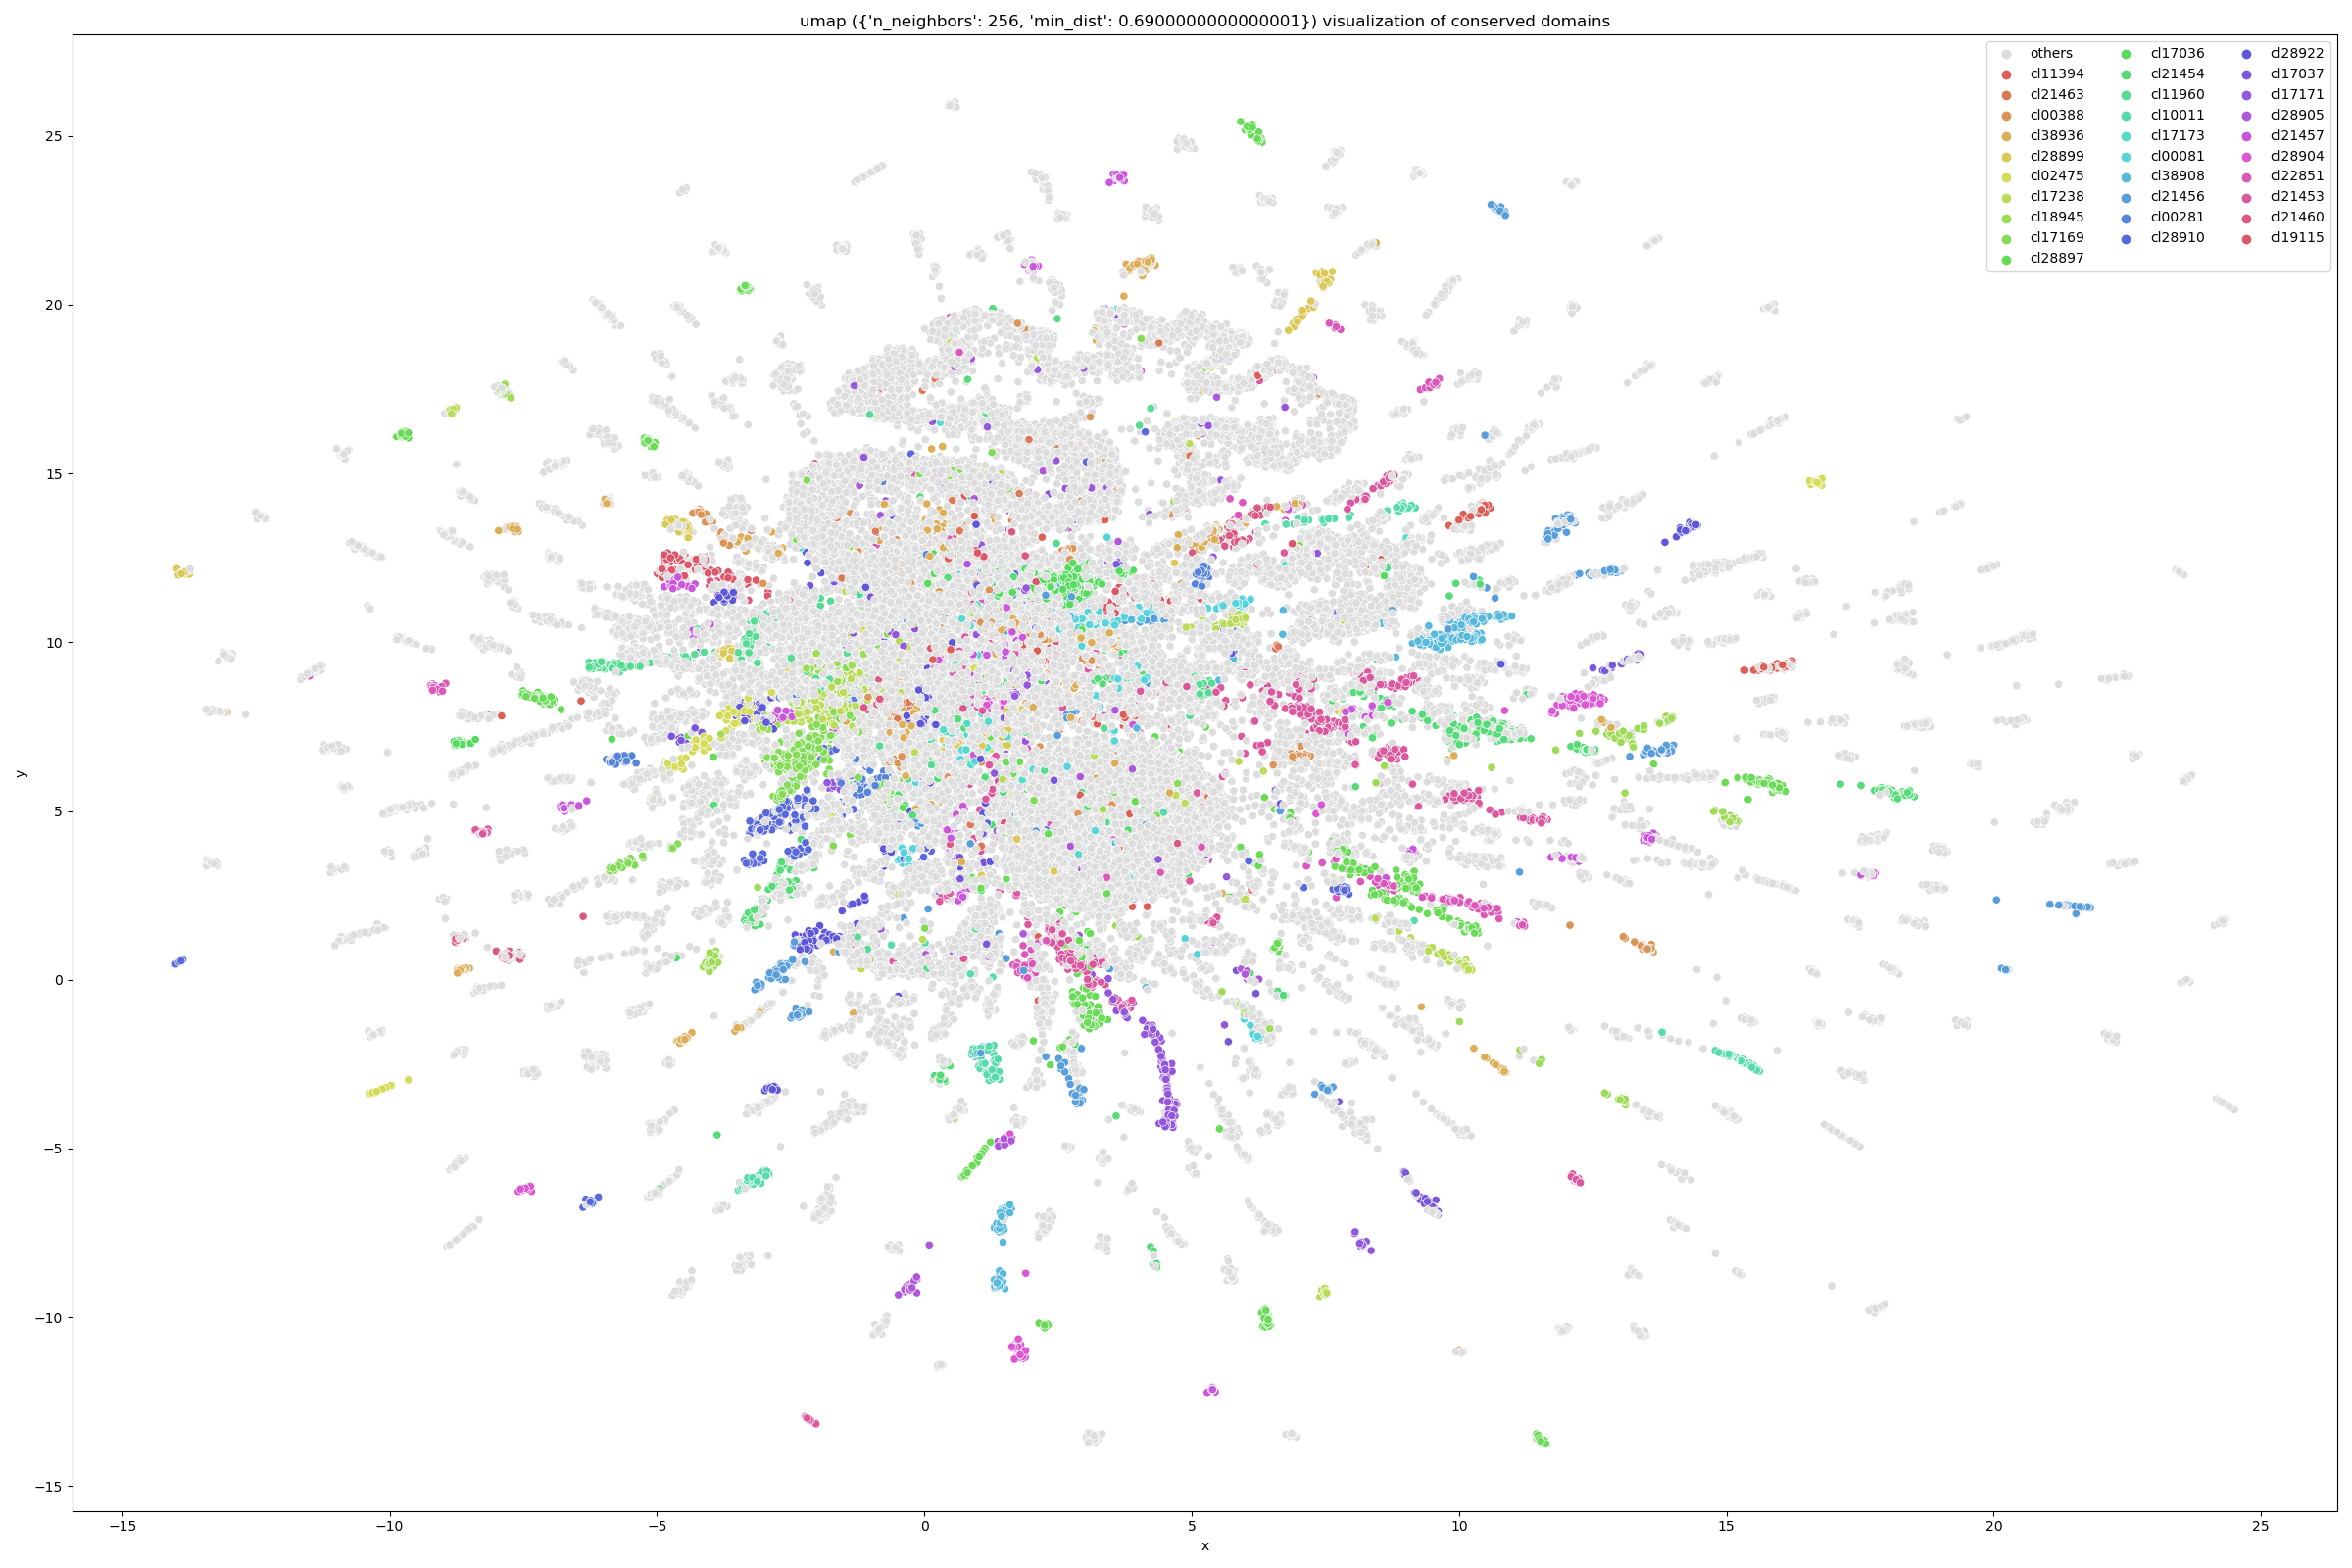 umap ({'n_neighbors': 256, 'min_dist': 0.6900000000000001}) visualization of conserved domains
others
cl11394
cl21463
cl00388
cl38936
cl28899
cl02475
cl17238
cl18945
cl17169
cl28897
cl17036
cl21454
cl11960
cl10011
cl17173
cl00081
cl38908
cl21456
cl00281
cl28910
cl28922
cl17037
cl17171
cl28905
cl21457
cl28904
cl22851
cl21453
cl21460
cl19115
y
25
20
15
10
5
0
−5
−10
−15
−15
−10
−5
0
5
10
15
20
25
x